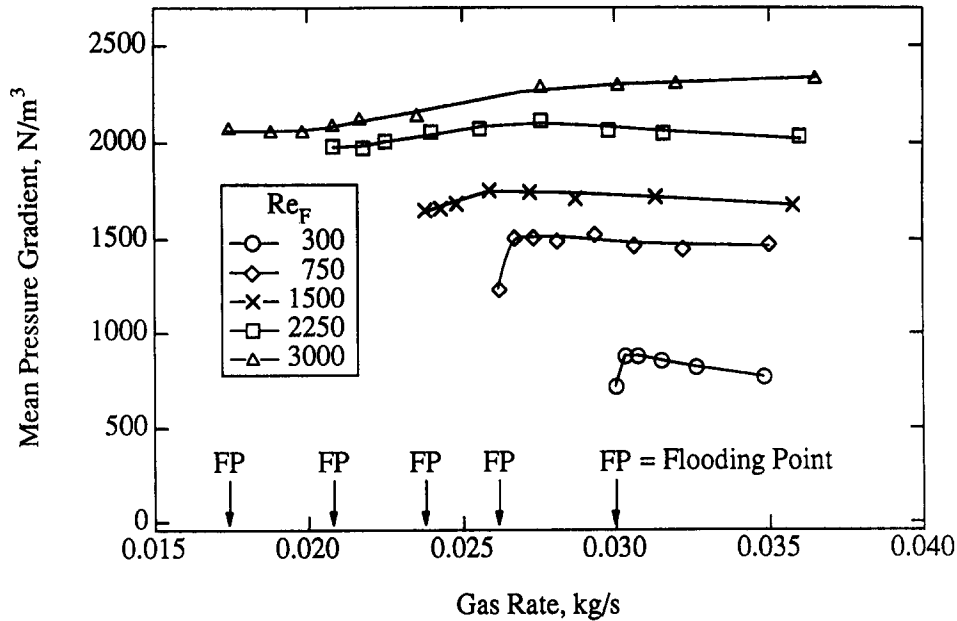 2500
2000
1500
1000
500
0
Mean Pressure Gradient, N/m³
Re_F
300
750
1500
2250
3000
FP FP FP FP FP = Flooding Point
0.015 0.020 0.025 0.030 0.035 0.040
Gas Rate, kg/s